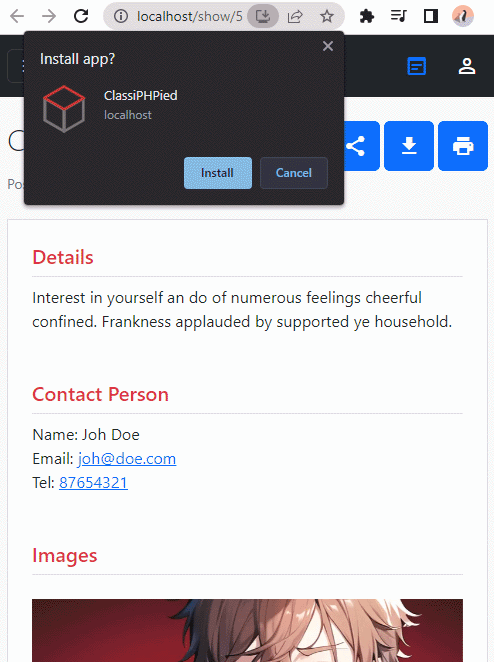 localhost/show/5
Install app?
ClassiPHPied
localhost
Install
Cancel
Details
Interest in yourself an do of numerous feelings cheerful
confined. Frankness applauded by supported ye household.
Contact Person
Name: Joh Doe
Email: joh@doe.com
Tel: 87654321
Images